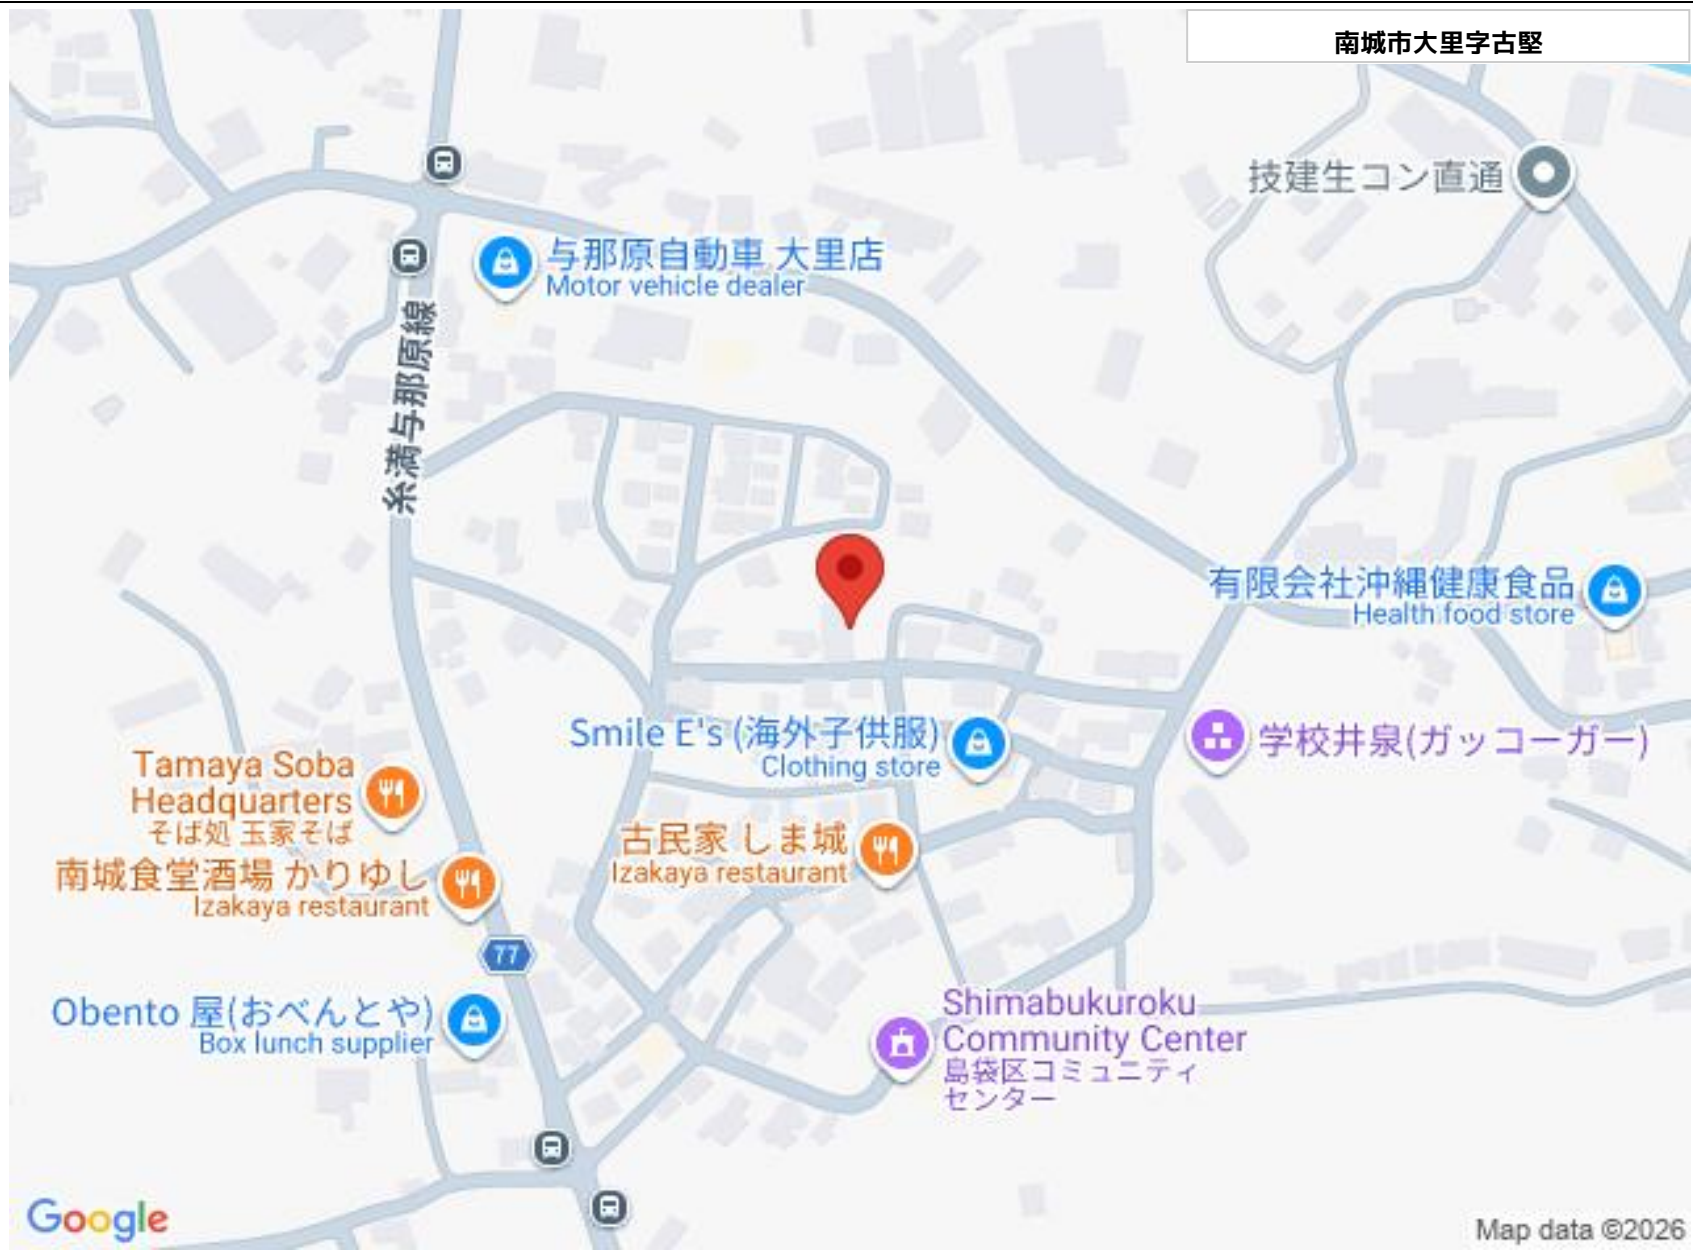 南城市大里字古堅
技建生コン直通
与那原自動車 大里店
Motor vehicle dealer
糸満与那原線
有限会社沖縄健康食品
Health food store
Smile E's (海外子供服)
Clothing store
学校井泉(ガッコーガー)
Tamaya Soba
Headquarters
そば処 玉家そば
古民家 しま城
Izakaya restaurant
南城食堂酒場 かりゆし
Izakaya restaurant
77
Obento 屋(おべんとや)
Box lunch supplier
Shimabukuroku
Community Center
島袋区コミュニティ
センター
Google
Map data ©2026